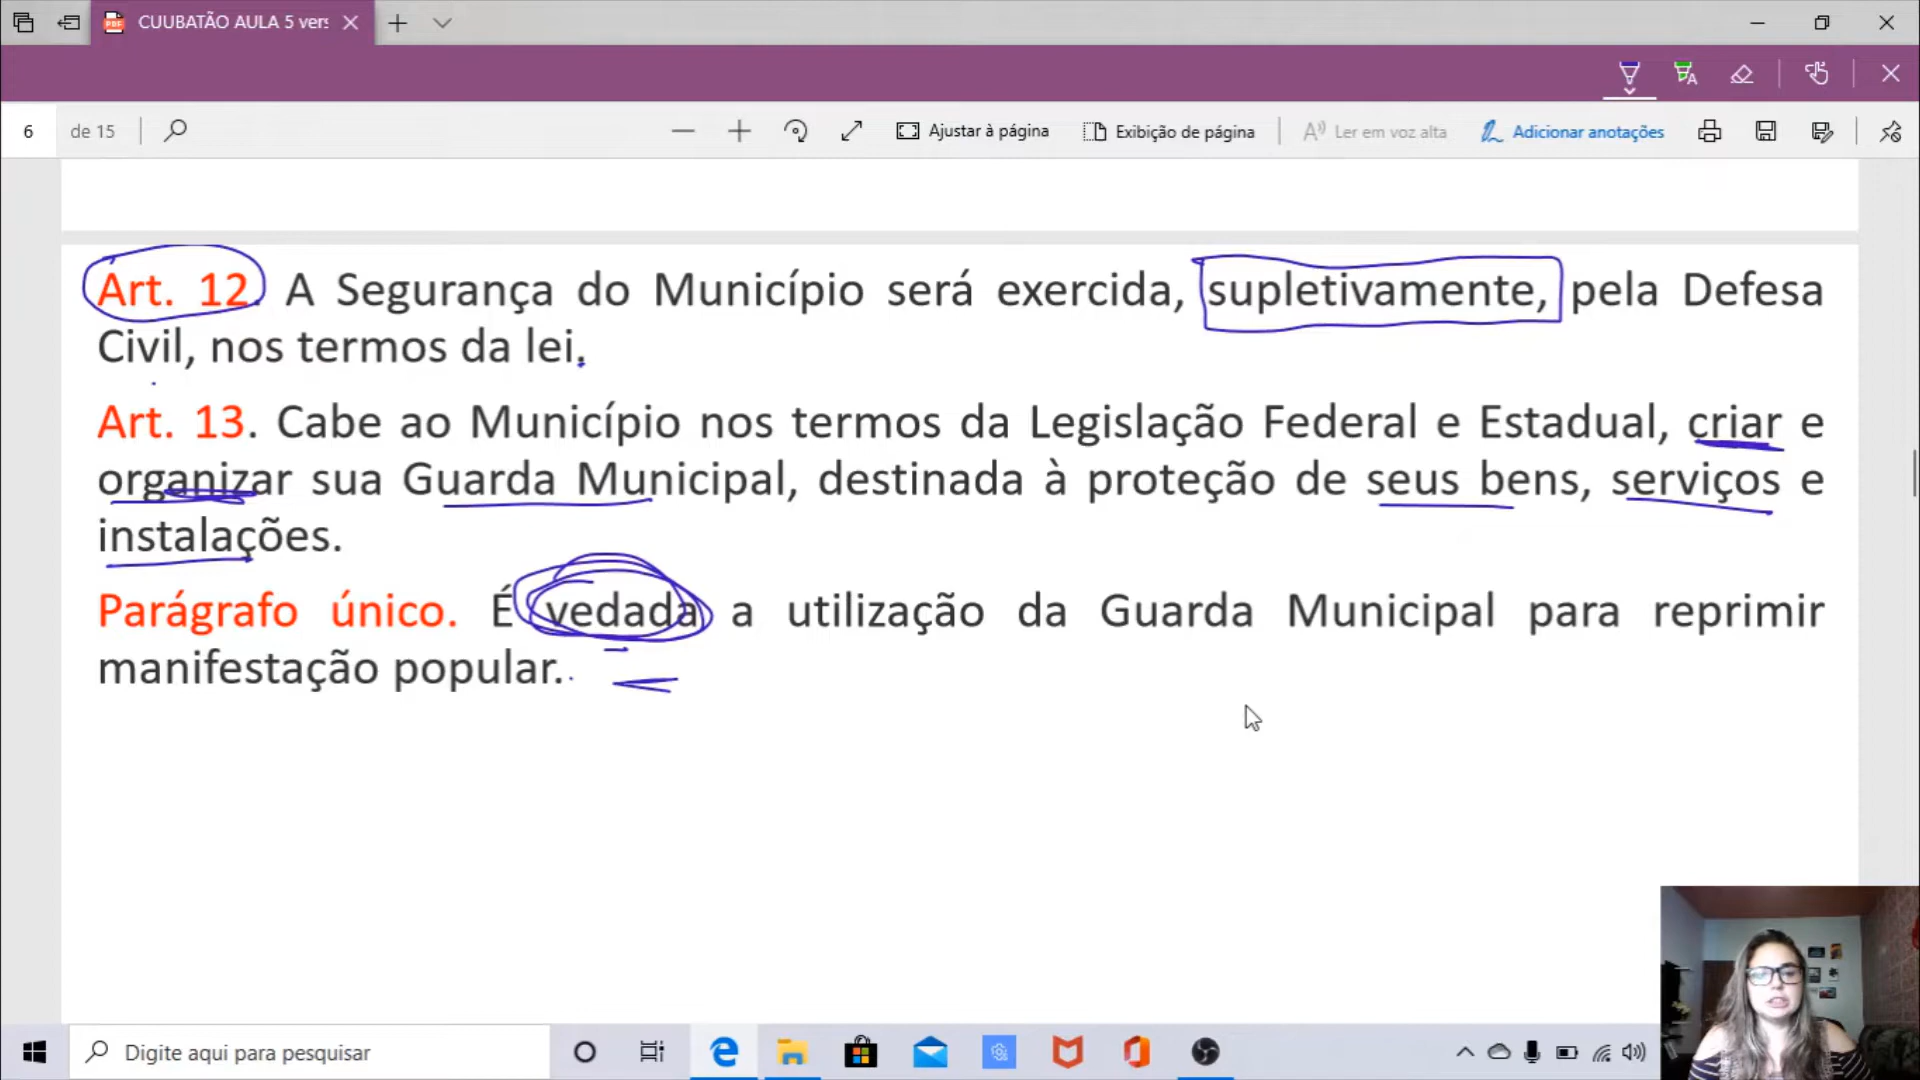 CUUBATÃO AULA 5 vers
6 de 15
Ajustar à página
Exibição de página
Ler em voz alta
Adicionar anotações
Art. 12. A Segurança do Município será exercida, supletivamente, pela Defesa
Civil, nos termos da lei.
Art. 13. Cabe ao Município nos termos da Legislação Federal e Estadual, criar e
organizar sua Guarda Municipal, destinada à proteção de seus bens, serviços e
instalações.
Parágrafo único. É vedada a utilização da Guarda Municipal para reprimir
manifestação popular.
Digite aqui para pesquisar